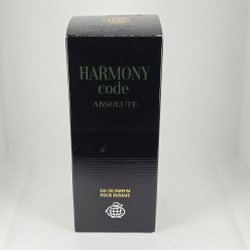 HARMONY
code
ABSOLUTE
EAU DE PARFUM
POUR HOMME